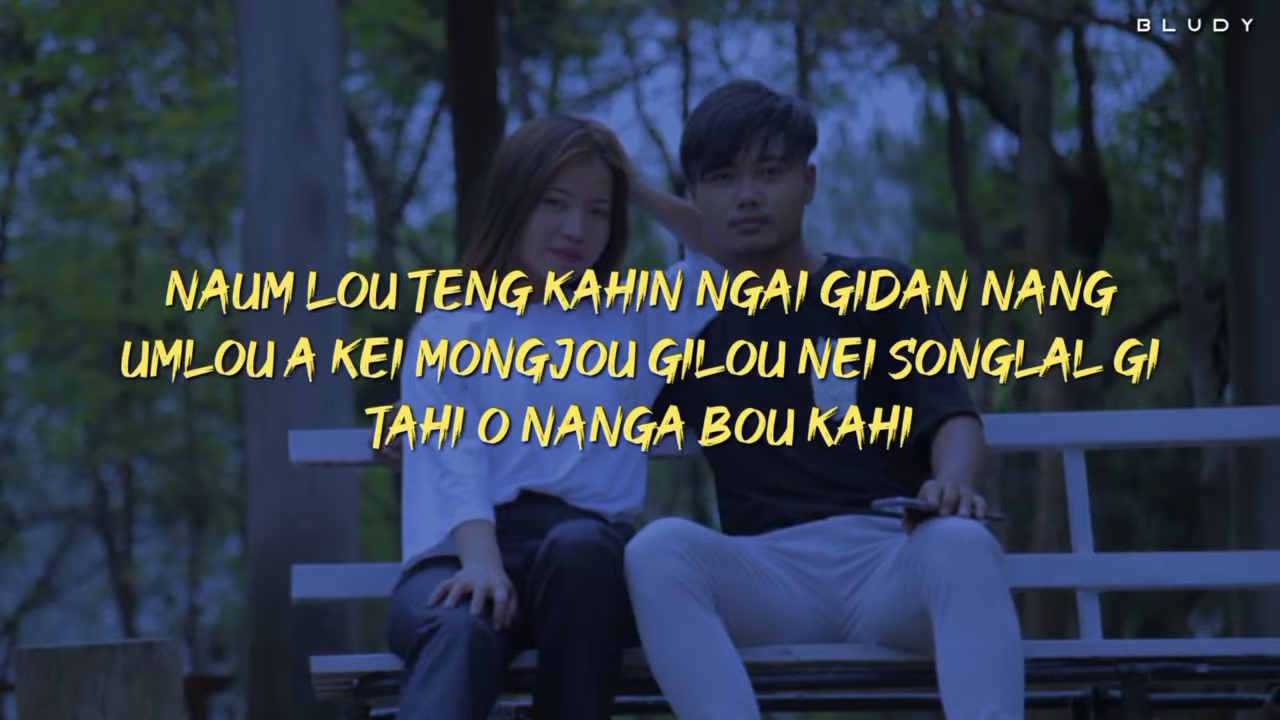 BLUDY
NAUM LOU TENG KAHIN NGAI GIDAN NANG
UMLOU A KEI MONGJOU GILOU NEI SONGLAL GI
TAHI O NANGA BOU KAHI